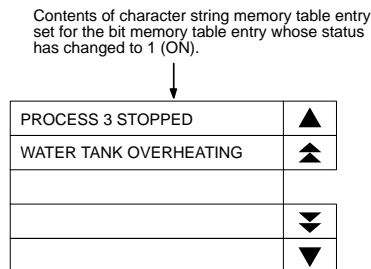 Contents of character string memory table entry
set for the bit memory table entry whose status
has changed to 1 (ON).
PROCESS 3 STOPPED
WATER TANK OVERHEATING